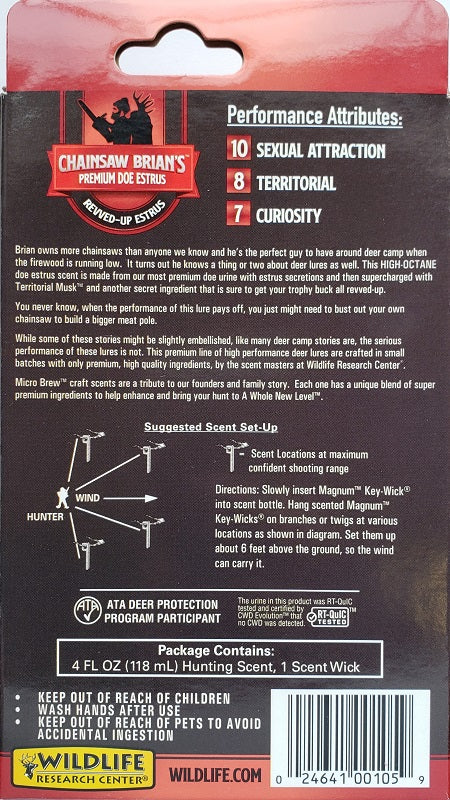 CHAINSAW BRIAN'S™
PREMIUM DOE ESTRUS
REVVED-UP ESTRUS
Performance Attributes:
10 SEXUAL ATTRACTION
8 TERRITORIAL
7 CURIOSITY
Brian owns more chainsaws than anyone we know and he's the perfect guy to have around deer camp when
the firewood is running low. It turns out he knows a thing or two about deer lures as well. This HIGH-OCTANE
doe estrus scent is made from our most premium doe urine with estrus secretions and then supercharged with
Territorial Musk™ and another secret ingredient that is sure to get your trophy buck all revved-up.
You never know, when the performance of this lure pays off, you just might need to bust out your own
chainsaw to build a bigger meat pole.
While some of these stories might be slightly embellished, like many deer camp stories are, the serious
performance of these lures is not. This premium line of high performance deer lures are crafted in small
batches with only premium, high quality ingredients, by the scent masters at Wildlife Research Center®.
Micro Brew™ craft scents are a tribute to our founders and family story. Each one has a unique blend of super
premium ingredients to help enhance and bring your hunt to A Whole New Level™.
Suggested Scent Set-Up
- Scent Locations at maximum
confident shooting range
WIND
HUNTER
Directions: Slowly insert Magnum™ Key-Wick®
into scent bottle. Hang scented Magnum™
Key-Wicks® on branches or twigs at various
locations as shown in diagram. Set them up
about 6 feet above the ground, so the wind
can carry it.
ATA
ATA DEER PROTECTION
PROGRAM PARTICIPANT
The urine in this product was RT-QuIC
tested and certified by
CWD Evolution™ that
no CWD was detected.
RT-QuIC™
TESTED
Package Contains:
4 FL OZ (118 mL) Hunting Scent, 1 Scent Wick
• KEEP OUT OF REACH OF CHILDREN
• WASH HANDS AFTER USE
• KEEP OUT OF REACH OF PETS TO AVOID
ACCIDENTAL INGESTION
WILDLIFE
RESEARCH CENTER®
WILDLIFE.COM
0 24641 00105 9